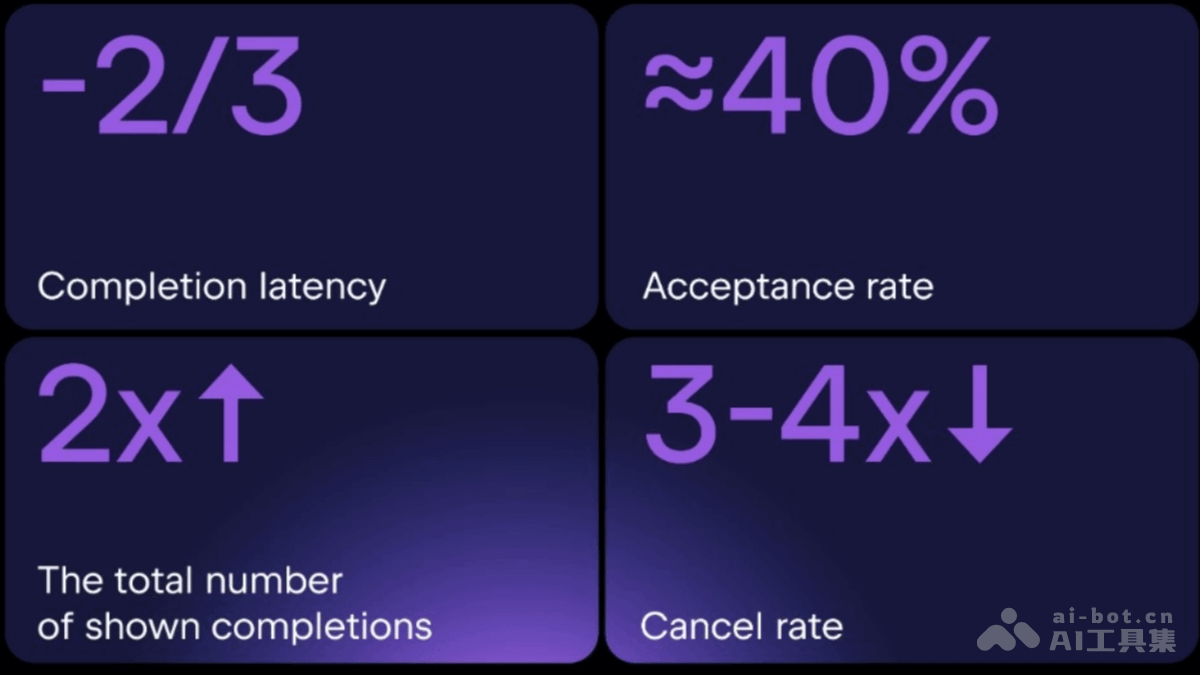 -2/3
Completion latency
≈40%
Acceptance rate
2x↑
The total number
of shown completions
3-4x↓
Cancel rate
ai-bot.cn
AI工具集